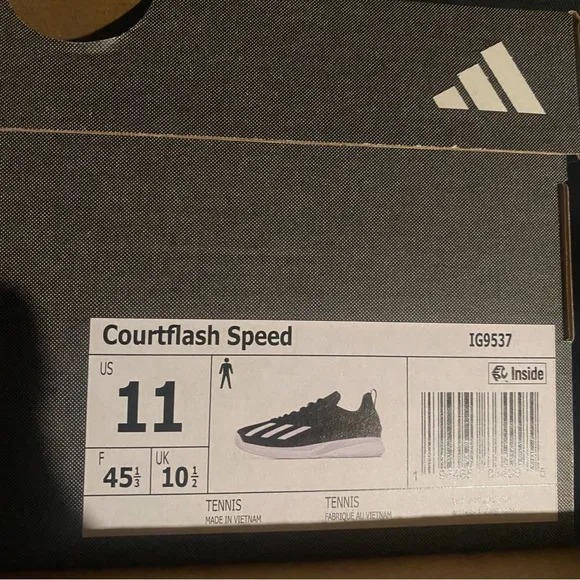 Courtflash Speed IG9537
US
11
Inside
F UK
45⅓ 10½
TENNIS TENNIS
MADE IN VIETNAM FABRIQUÉ AU VIETNAM